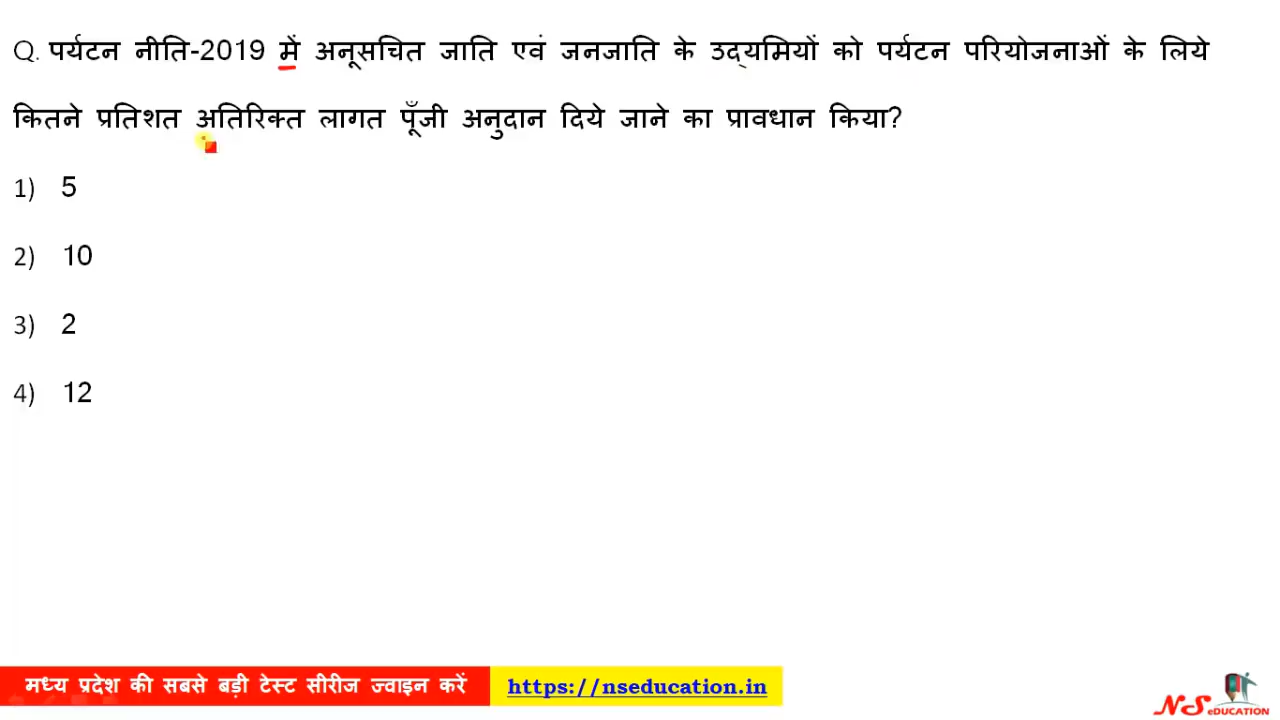 Q. पर्यटन नीति-2019 में अनूसचित जाति एवं जनजाति के उद्यमियों को पर्यटन परियोजनाओं के लिये
कितने प्रतिशत अतिरिक्त लागत पूँजी अनुदान दिये जाने का प्रावधान किया?
1) 5
2) 10
3) 2
4) 12
मध्य प्रदेश की सबसे बड़ी टेस्ट सीरीज ज्वाइन करें https://nseducation.in
NS eDUCATION